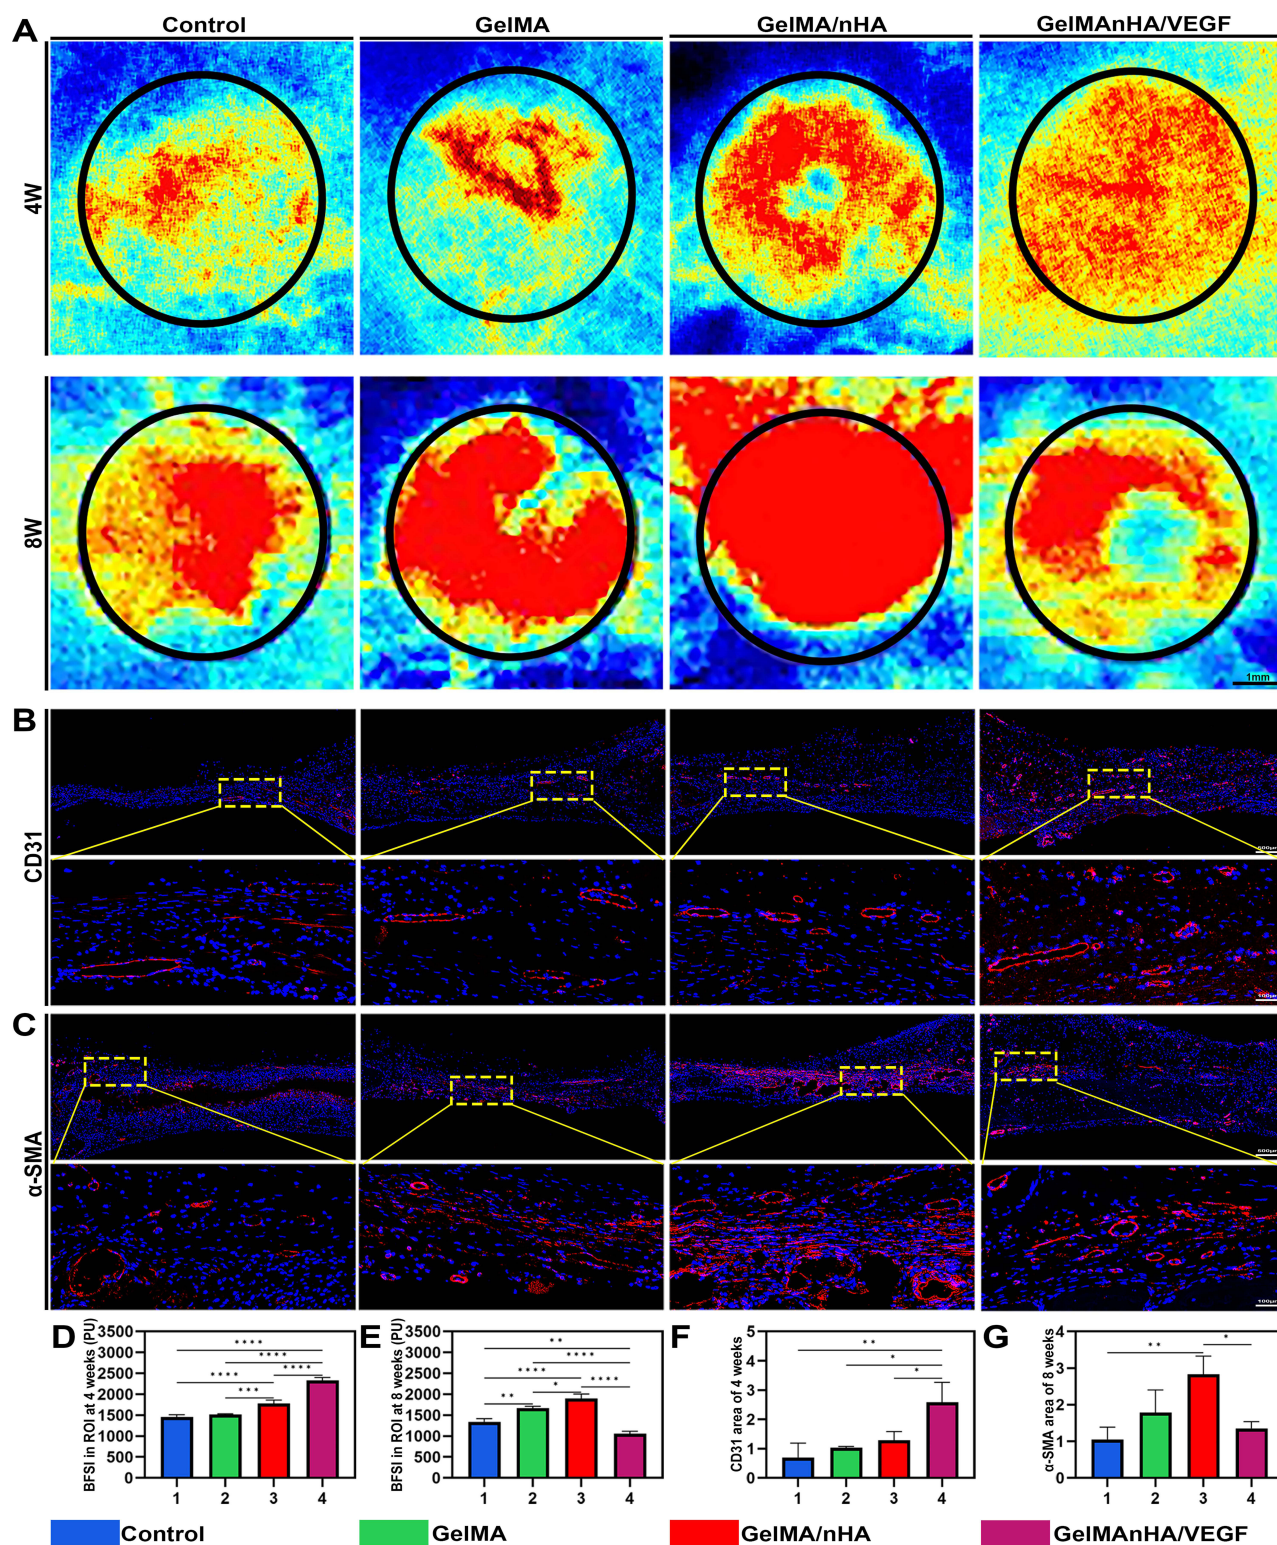 A
Control
GelMA
GelMA/nHA
GelMAnHA/VEGF
4W
8W
1mm
B
CD31
500μm
100μm
C
α-SMA
500μm
100μm
D
BFSI in ROI at 4 weeks (PU)
3500
3000
2500
2000
1500
1000
500
0
****
****
****
****
***
1 2 3 4
E
BFSI in ROI at 8 weeks (PU)
3500
3000
2500
2000
1500
1000
500
0
**
****
****
****
*
**
1 2 3 4
F
CD31 area of 4 weeks
5
4
3
2
1
0
**
*
*
1 2 3 4
G
α-SMA area of 8 weeks
4
3
2
1
0
*
**
1 2 3 4
Control
GelMA
GelMA/nHA
GelMAnHA/VEGF